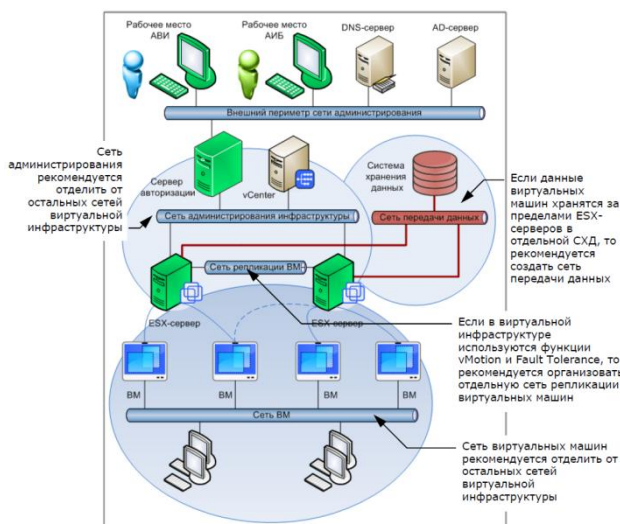 Рабочее место
АВИ
Рабочее место
АИБ
DNS-сервер
AD-сервер
Внешний периметр сети администрирования
Сеть
администрирования
рекомендуется
отделить от
остальных сетей
виртуальной
инфраструктуры
Сервер
авторизации
vCenter
Система
хранения
данных
Сеть администрирования инфраструктуры
Сеть передачи данных
Если данные
виртуальных
машин хранятся за
пределами ESX-
серверов в
отдельной СХД, то
рекомендуется
создать сеть
передачи данных
Сеть репликации ВМ
ESX-сервер
ESX-сервер
Если в виртуальной
инфраструктуре
используются функции
vMotion и Fault Tolerance, то
рекомендуется организовать
отдельную сеть репликации
виртуальных машин
ВМ
ВМ
ВМ
ВМ
Сеть ВМ
Сеть виртуальных машин
рекомендуется отделить от
остальных сетей
виртуальной
инфраструктуры